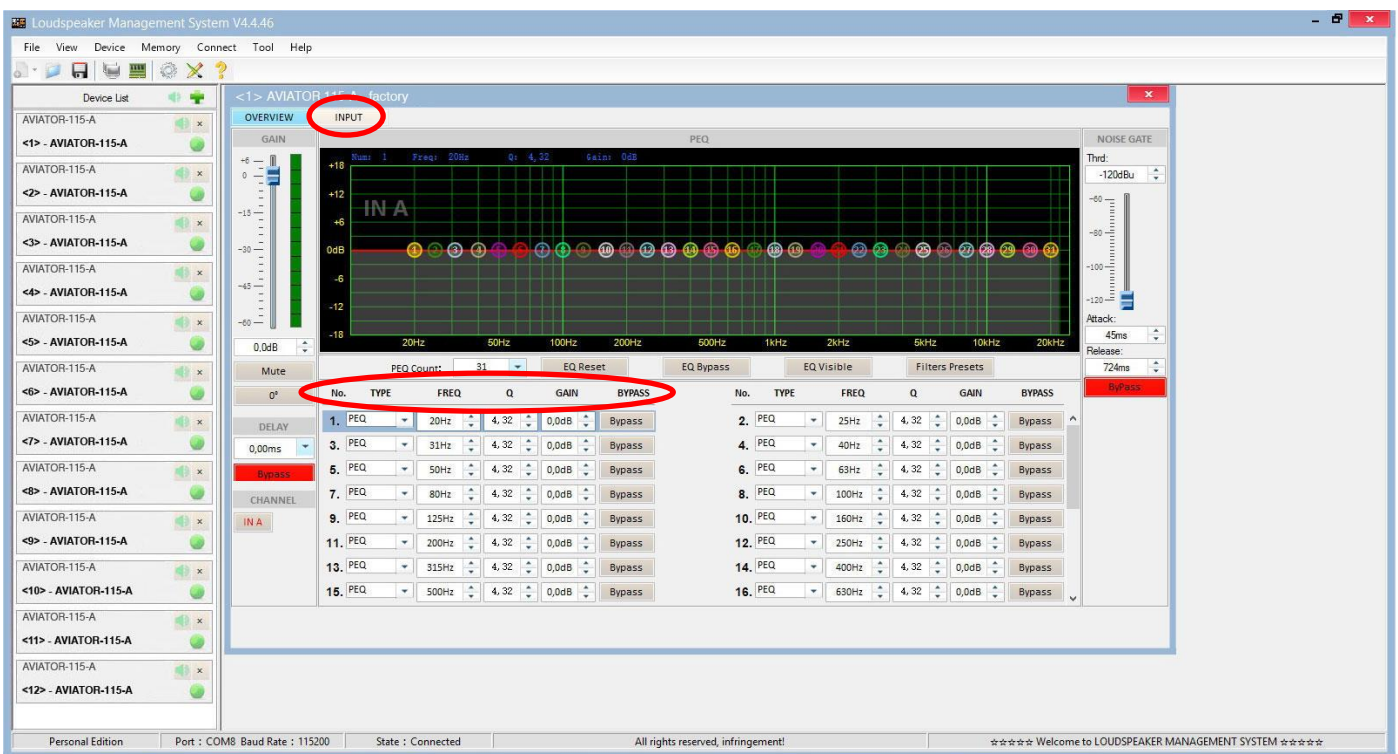 Loudspeaker Management System V4.4.46
File View Device Memory Connect Tool Help
Device List
AVIATOR-115-A
<1> - AVIATOR-115-A
AVIATOR-115-A
<2> - AVIATOR-115-A
AVIATOR-115-A
<3> - AVIATOR-115-A
AVIATOR-115-A
<4> - AVIATOR-115-A
AVIATOR-115-A
<5> - AVIATOR-115-A
AVIATOR-115-A
<6> - AVIATOR-115-A
AVIATOR-115-A
<7> - AVIATOR-115-A
AVIATOR-115-A
<8> - AVIATOR-115-A
AVIATOR-115-A
<9> - AVIATOR-115-A
AVIATOR-115-A
<10> - AVIATOR-115-A
AVIATOR-115-A
<11> - AVIATOR-115-A
AVIATOR-115-A
<12> - AVIATOR-115-A
<1> AVIATOR 115-A - factory
OVERVIEW INPUT
GAIN
+6
0
-15
-30
-45
-60
0,0dB
Mute
0°
DELAY
0,00ms
Bypass
CHANNEL
IN A
PEQ
Num: 1 Freq: 20Hz Q: 4,32 Gain: 0dB
IN A
+18
+12
+6
0dB
-6
-12
-18
20Hz 50Hz 100Hz 200Hz 500Hz 1kHz 2kHz 5kHz 10kHz 20kHz
PEQ Count: 31 EQ Reset EQ Bypass EQ Visible Filters Presets
No. TYPE FREQ Q GAIN BYPASS No. TYPE FREQ Q GAIN BYPASS
1. PEQ 20Hz 4,32 0,0dB Bypass 2. PEQ 25Hz 4,32 0,0dB Bypass
3. PEQ 31Hz 4,32 0,0dB Bypass 4. PEQ 40Hz 4,32 0,0dB Bypass
5. PEQ 50Hz 4,32 0,0dB Bypass 6. PEQ 63Hz 4,32 0,0dB Bypass
7. PEQ 80Hz 4,32 0,0dB Bypass 8. PEQ 100Hz 4,32 0,0dB Bypass
9. PEQ 125Hz 4,32 0,0dB Bypass 10. PEQ 160Hz 4,32 0,0dB Bypass
11. PEQ 200Hz 4,32 0,0dB Bypass 12. PEQ 250Hz 4,32 0,0dB Bypass
13. PEQ 315Hz 4,32 0,0dB Bypass 14. PEQ 400Hz 4,32 0,0dB Bypass
15. PEQ 500Hz 4,32 0,0dB Bypass 16. PEQ 630Hz 4,32 0,0dB Bypass
NOISE GATE
Thrd:
-120dBu
-60
-80
-100
-120
Attack:
45ms
Release:
724ms
ByPass
Personal Edition Port : COM8 Baud Rate : 115200 State : Connected All rights reserved, infringement! ☆☆☆☆☆ Welcome to LOUDSPEAKER MANAGEMENT SYSTEM ☆☆☆☆☆